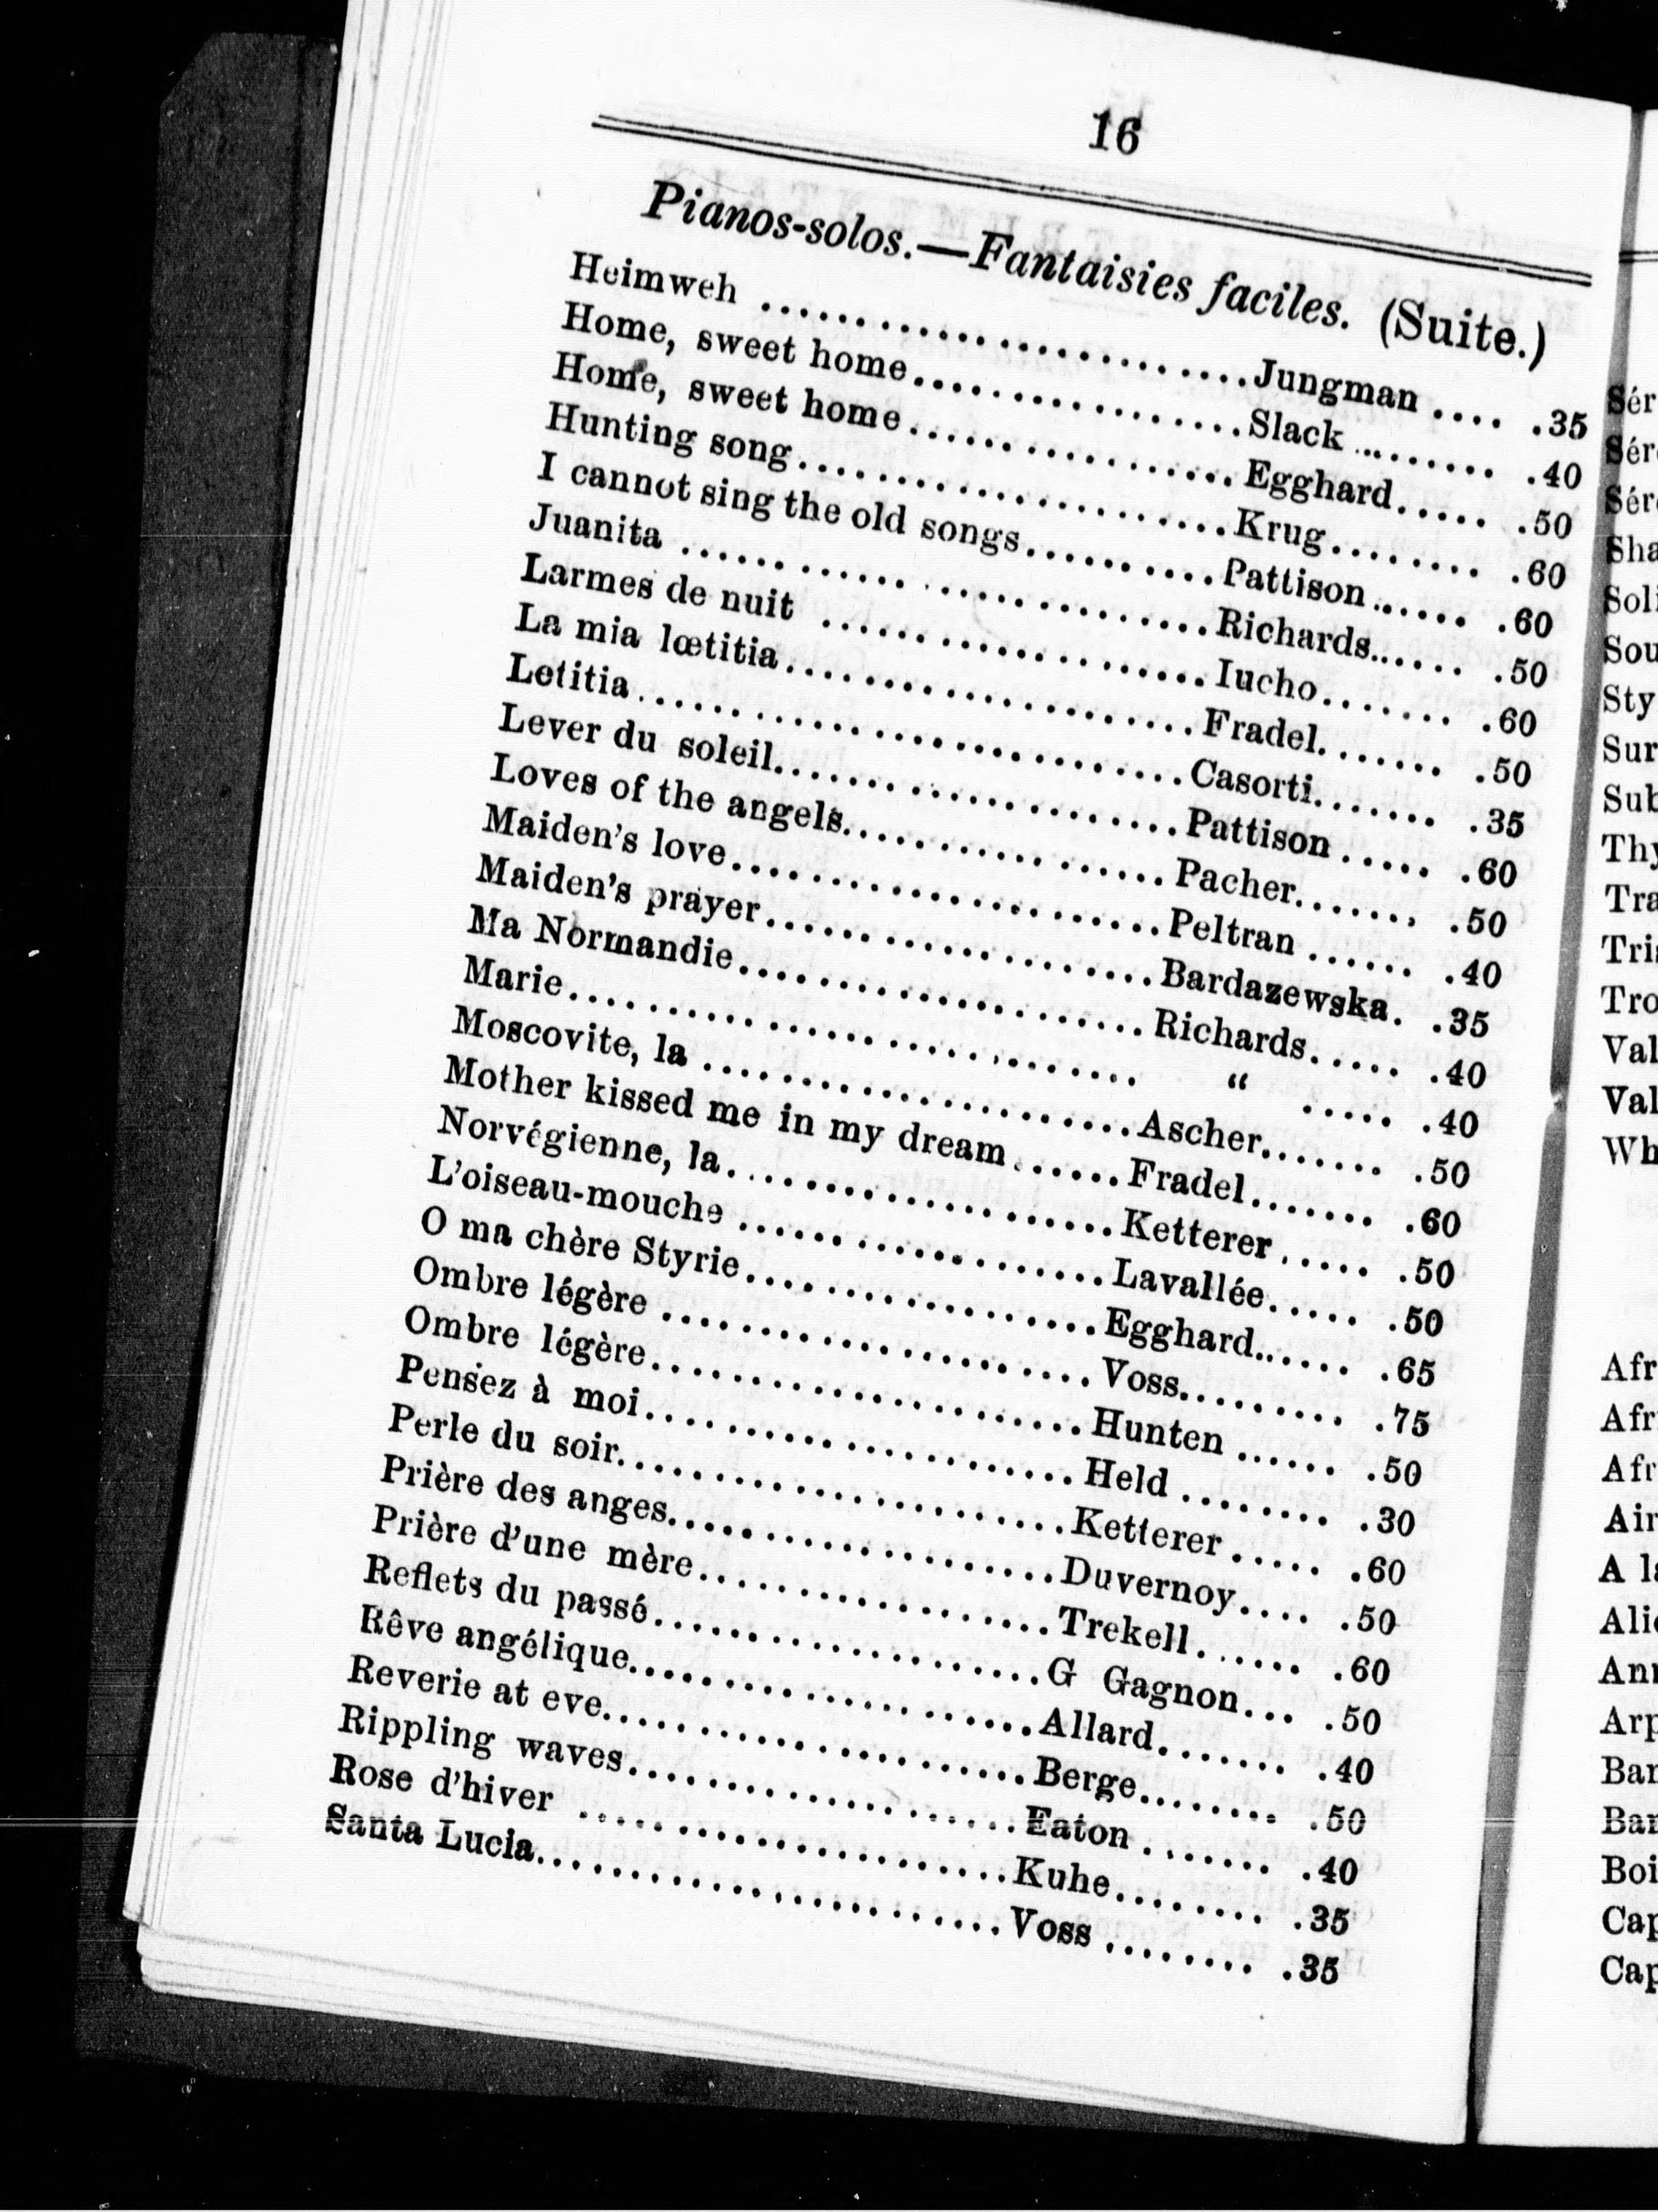 16
Pianos-solos.—Fantaisies faciles. (Suite.)
Heimweh ........................Jungman .... .35
Home, sweet home.................Slack ......... .40
Home, sweet home.................Egghard..... .50
Hunting song......................Krug........ .60
I cannot sing the old songs..........Pattison...... .60
Juanita ..........................Richards...... .50
Larmes de nuit ....................Iucho....... .60
La mia lœtitia.....................Fradel....... .50
Letitia............................Casorti....... .35
Lever du soleil.....................Pattison ..... .60
Loves of the angels.................Pacher....... .50
Maiden's love......................Peltran ...... .40
Maiden's prayer....................Bardazewska. .35
Ma Normandie.....................Richards..... .40
Marie............................. “ ..... .40
Moscovite, la ......................Ascher....... .50
Mother kissed me in my dream......Fradel....... .60
Norvégienne, la....................Ketterer ..... .50
L'oiseau-mouche ...................Lavallée..... .50
O ma chère Styrie..................Egghard...... .65
Ombre légère ......................Voss......... .75
Ombre légère......................Hunten ...... .50
Pensez à moi......................Held ........ .30
Perle du soir.......................Ketterer ..... .60
Prière des anges....................Duvernoy.... .50
Prière d'une mère..................Trekell....... .60
Reflets du passé....................G Gagnon... .50
Rêve angélique.....................Allard....... .40
Reverie at eve......................Berge........ .50
Rippling waves....................Eaton ....... .40
Rose d'hiver ......................Kuhe........ .35
Santa Lucia........................Voss ........ .35